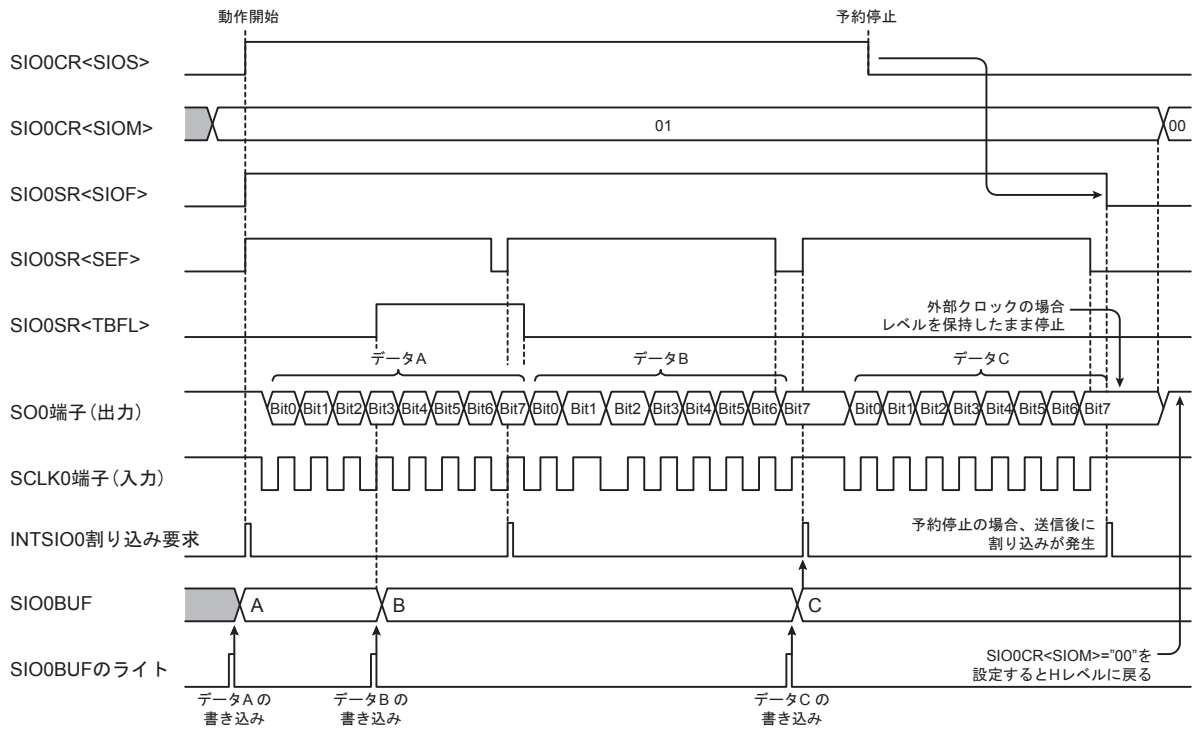 動作開始
予約停止
SIO0CR<SIOS>
SIO0CR<SIOM>
01
00
SIO0SR<SIOF>
SIO0SR<SEF>
SIO0SR<TBFL>
外部クロックの場合
レベルを保持したまま停止
データA
データB
データC
SO0端子(出力)
Bit0 Bit1 Bit2 Bit3 Bit4 Bit5 Bit6 Bit7 Bit0 Bit1 Bit2 Bit3 Bit4 Bit5 Bit6 Bit7 Bit0 Bit1 Bit2 Bit3 Bit4 Bit5 Bit6 Bit7
SCLK0端子(入力)
INTSIO0割り込み要求
予約停止の場合、送信後に
割り込みが発生
SIO0BUF
A
B
C
SIO0BUFのライト
SIO0CR<SIOM>="00"を
設定するとHレベルに戻る
データA の
書き込み
データB の
書き込み
データC の
書き込み